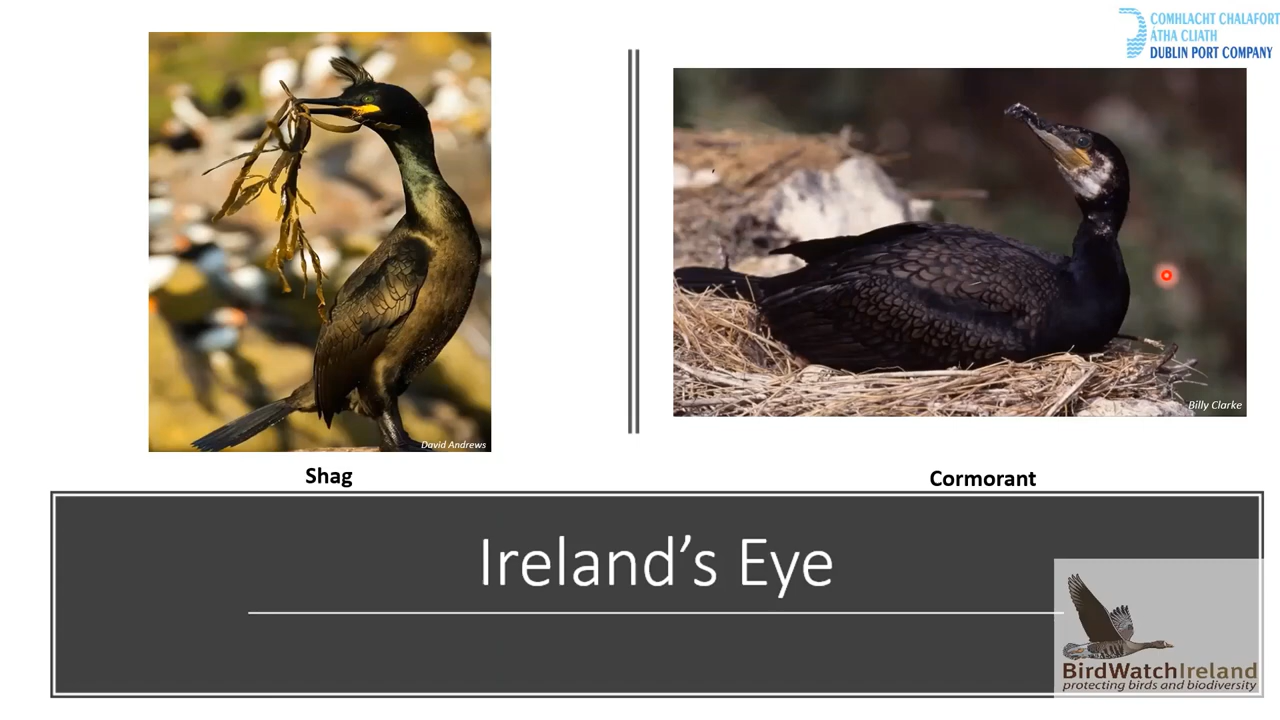 COMHLACHT CHALAFORT
ÁTHA CLIATH
DUBLIN PORT COMPANY
David Andrews
Billy Clarke
Shag
Cormorant
Ireland’s Eye
BirdWatchIreland
protecting birds and biodiversity